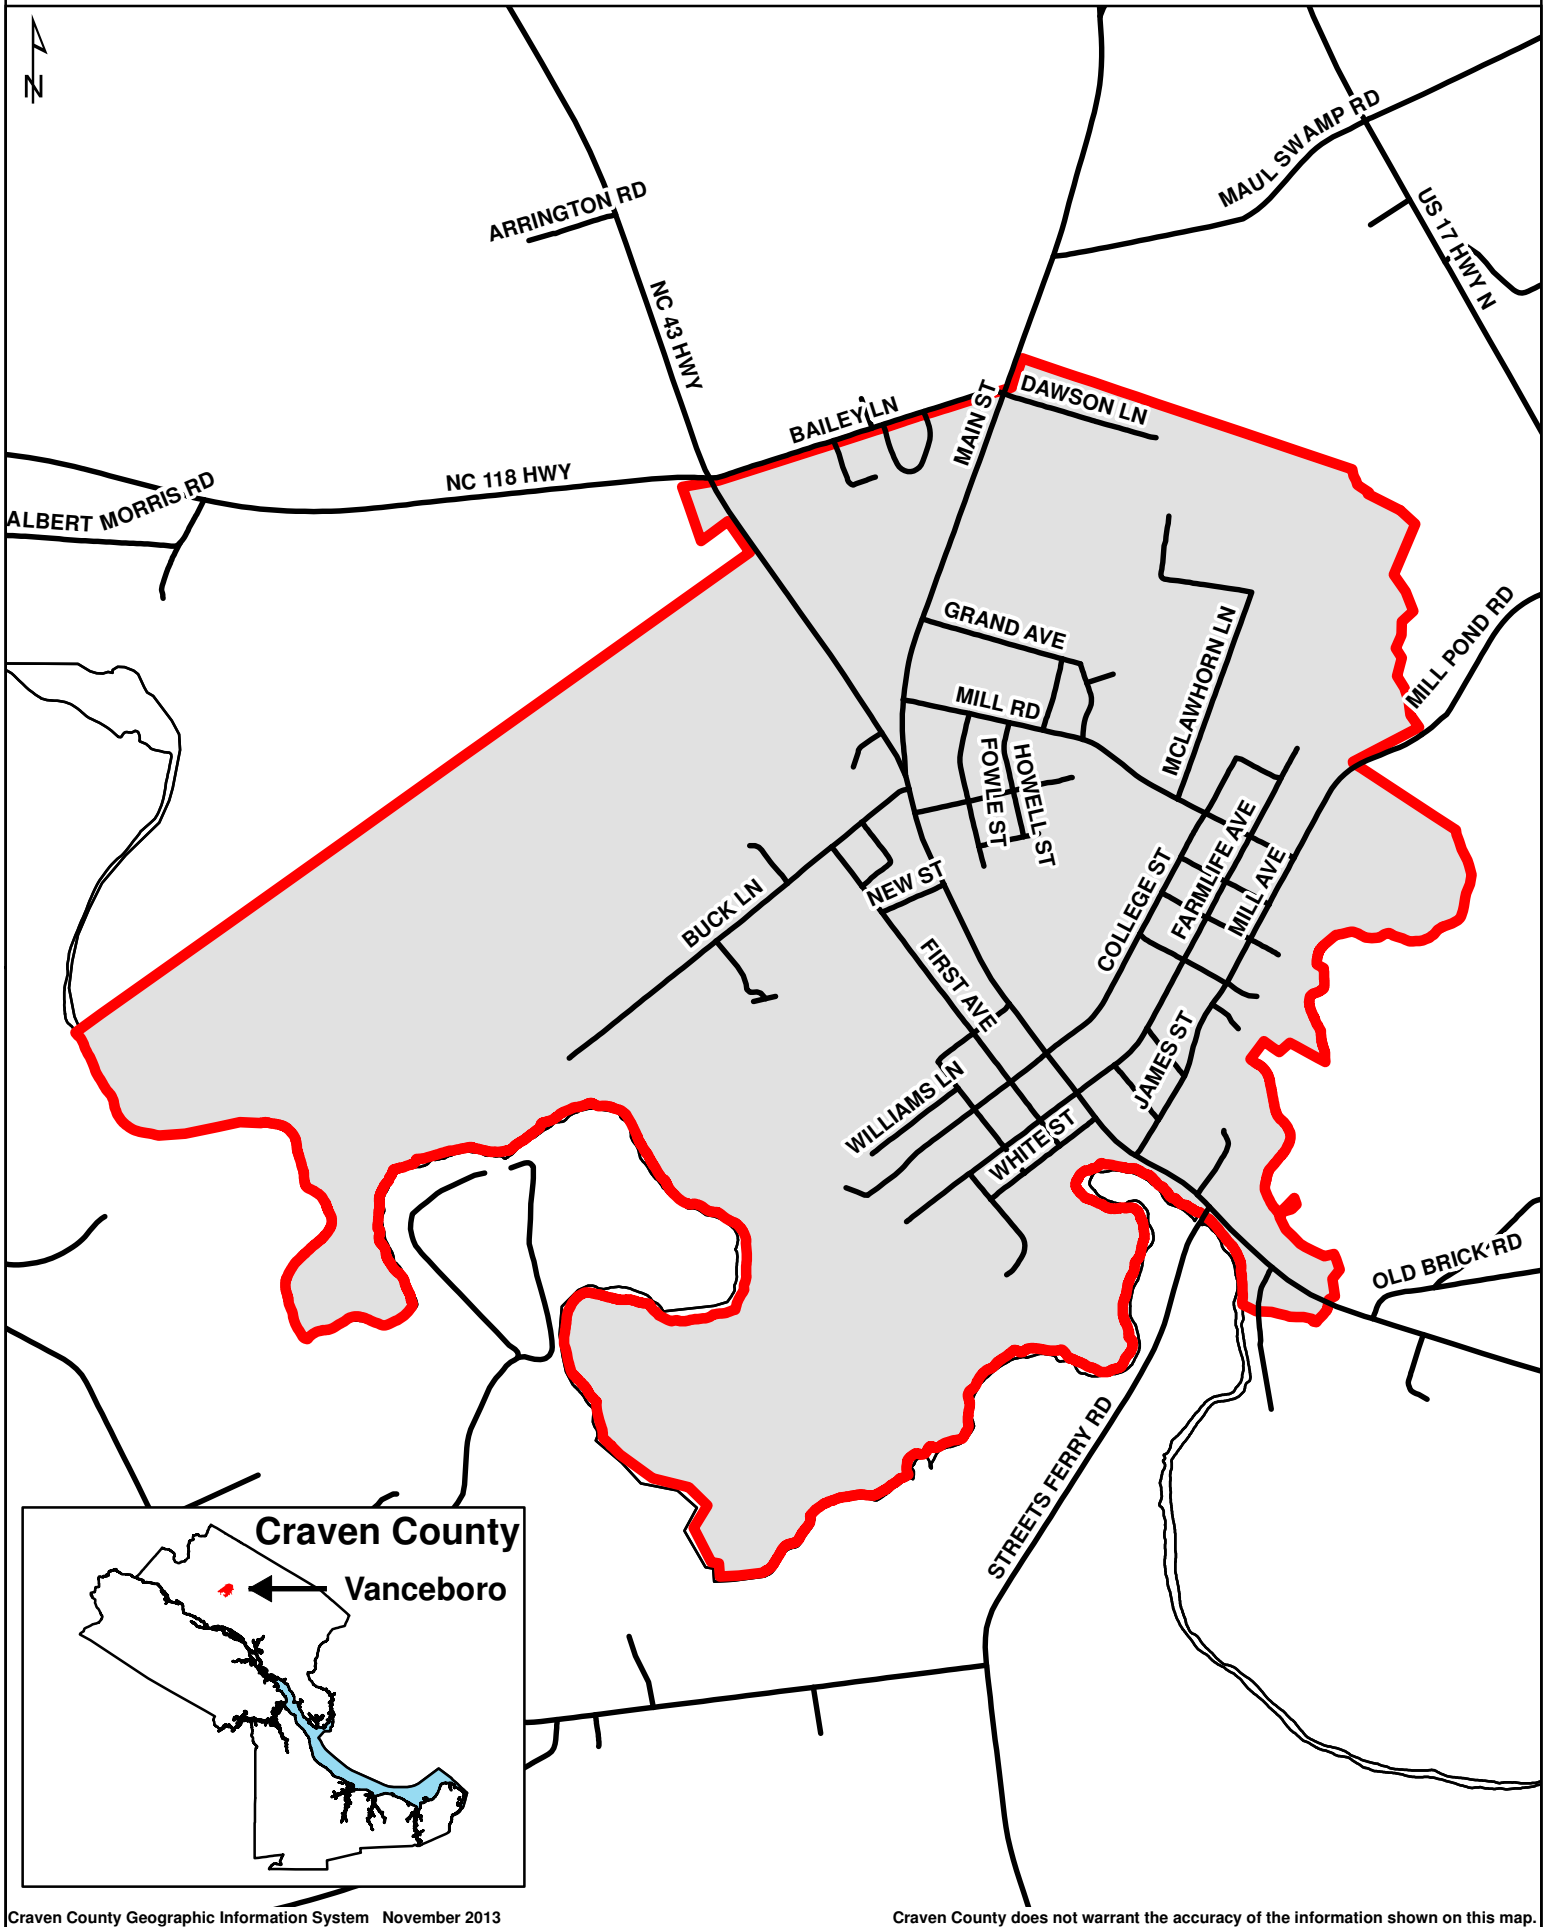 N
MAUL SWAMP RD
ARRINGTON RD
US 17 HWY N
NC 43 HWY
DAWSON LN
BAILEY LN
MAIN ST
NC 118 HWY
ALBERT MORRIS RD
MILL POND RD
GRAND AVE
MCLAWHORN LN
MILL RD
FOWLE ST
HOWELL ST
FARMLIFE AVE
COLLEGE ST
MILL AVE
NEW ST
BUCK LN
FIRST AVE
JAMES ST
WILLIAMS LN
WHITE ST
OLD BRICK RD
STREETS FERRY RD
Craven County
Vanceboro
Craven County Geographic Information System November 2013
Craven County does not warrant the accuracy of the information shown on this map.